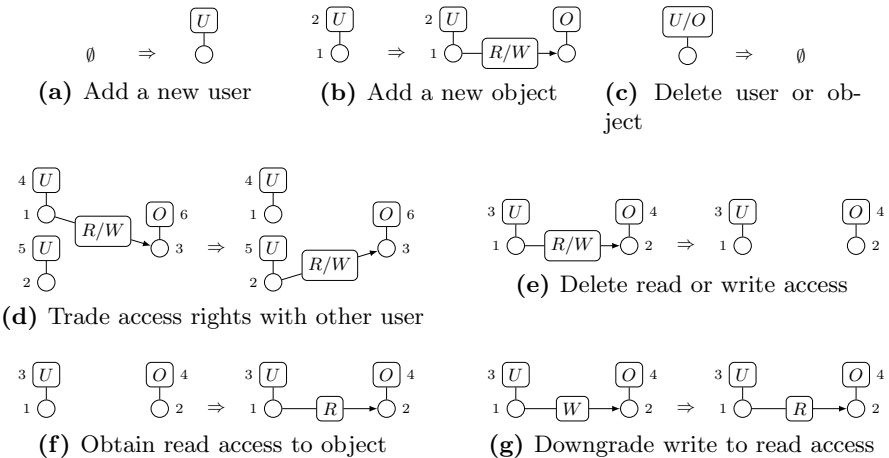 ∅ ⇒ U
(a) Add a new user
2 U 1 ⇒ 2 U 1 R/W O
(b) Add a new object
U/O ⇒ ∅
(c) Delete user or ob-
ject
4 U 1 5 U 2 R/W O 6 3 ⇒ 4 U 1 5 U 2 R/W O 6 3
(d) Trade access rights with other user
3 U 1 R/W O 4 2 ⇒ 3 U 1 O 4 2
(e) Delete read or write access
3 U 1 O 4 2 ⇒ 3 U 1 R O 4 2
(f) Obtain read access to object
3 U 1 W O 4 2 ⇒ 3 U 1 R O 4 2
(g) Downgrade write to read access